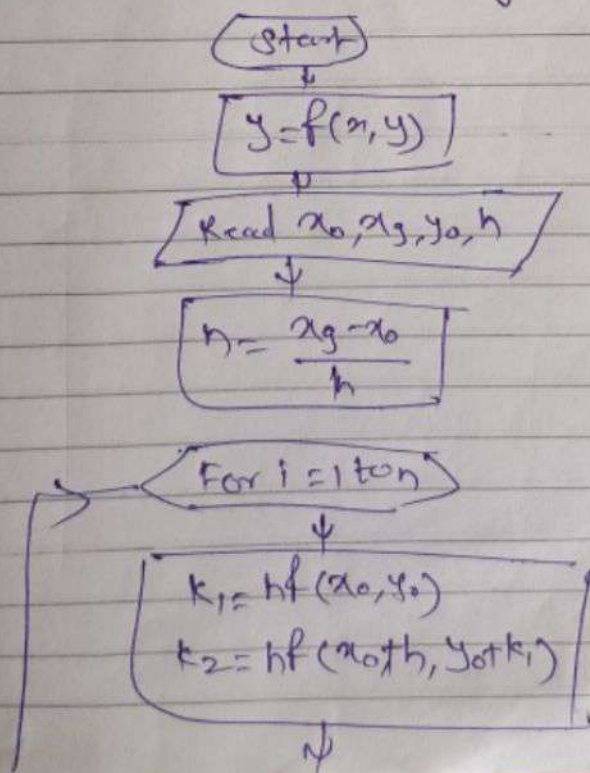 Start
y=f(x,y)
Read x₀,xg,y₀,h
n = xg-x₀
h
For i=1 to n
k₁= hf(x₀,y₀)
k₂= hf(x₀+h, y₀+k₁)